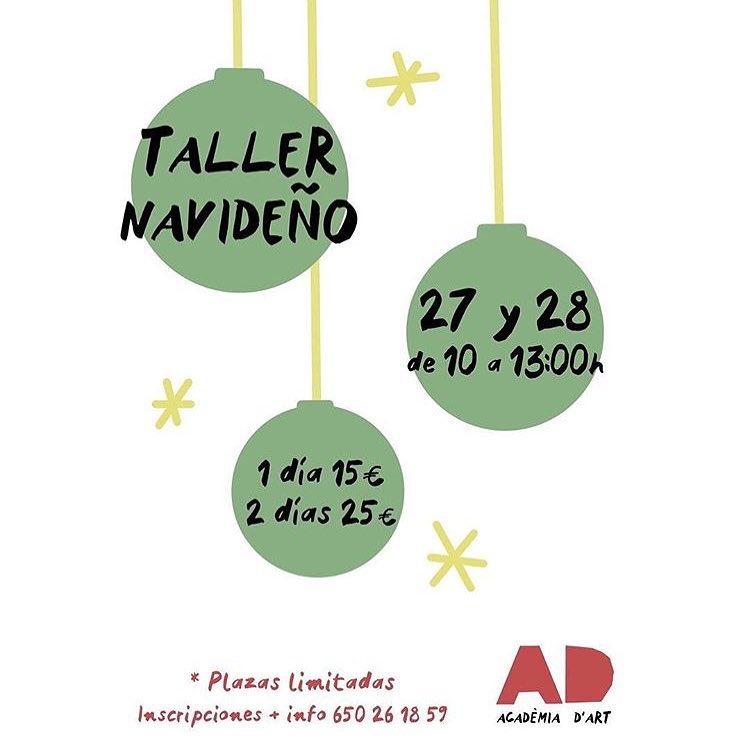 TALLER
NAVIDEÑO
27 y 28
de 10 a 13:00h
1 día 15€
2 días 25€
* Plazas limitadas
Inscripciones + info 650 26 18 59
AD
ACADÈMIA D'ART